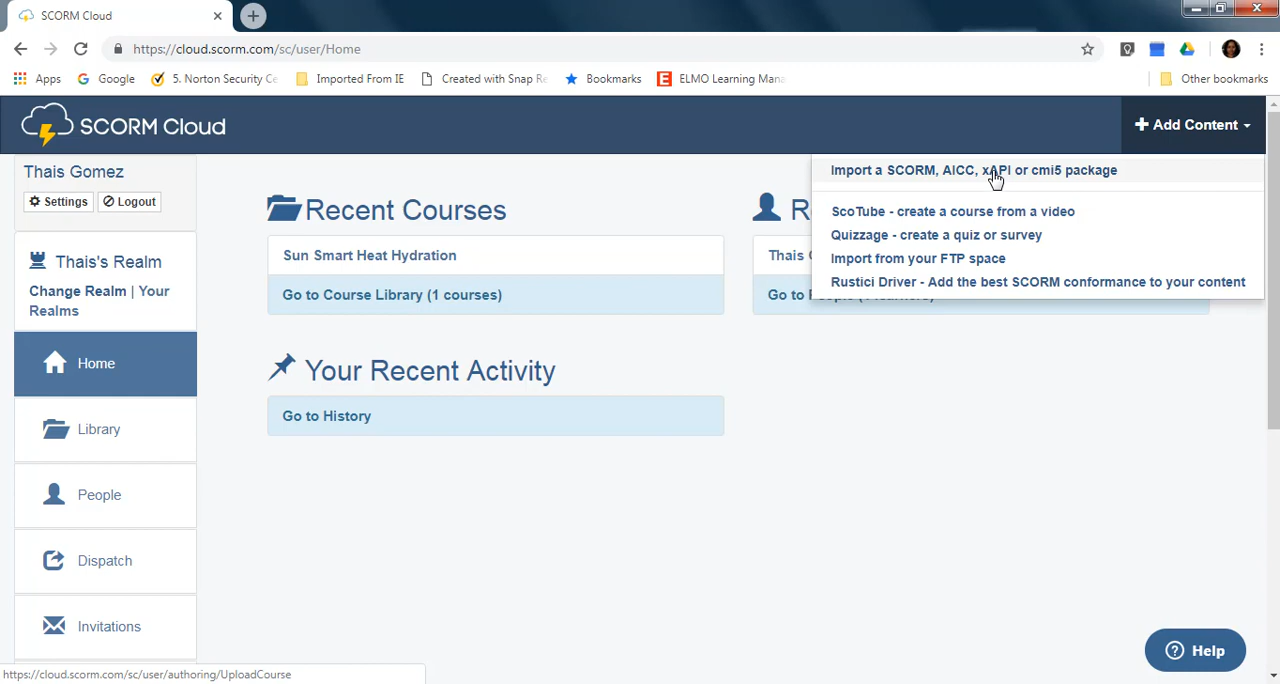 SCORM Cloud
https://cloud.scorm.com/sc/user/Home
Apps
Google
5. Norton Security Ce
Imported From IE
Created with Snap Re
Bookmarks
ELMO Learning Mana
Other bookmarks
SCORM Cloud
Add Content
Thais Gomez
Settings
Logout
Thais's Realm
Change Realm | Your
Realms
Home
Library
People
Dispatch
Invitations
Recent Courses
Sun Smart Heat Hydration
Go to Course Library (1 courses)
Your Recent Activity
Go to History
R
Thais
Import a SCORM, AICC, xAPI or cmi5 package
ScoTube - create a course from a video
Quizzage - create a quiz or survey
Import from your FTP space
Rustici Driver - Add the best SCORM conformance to your content
Help
https://cloud.scorm.com/sc/user/authoring/UploadCourse